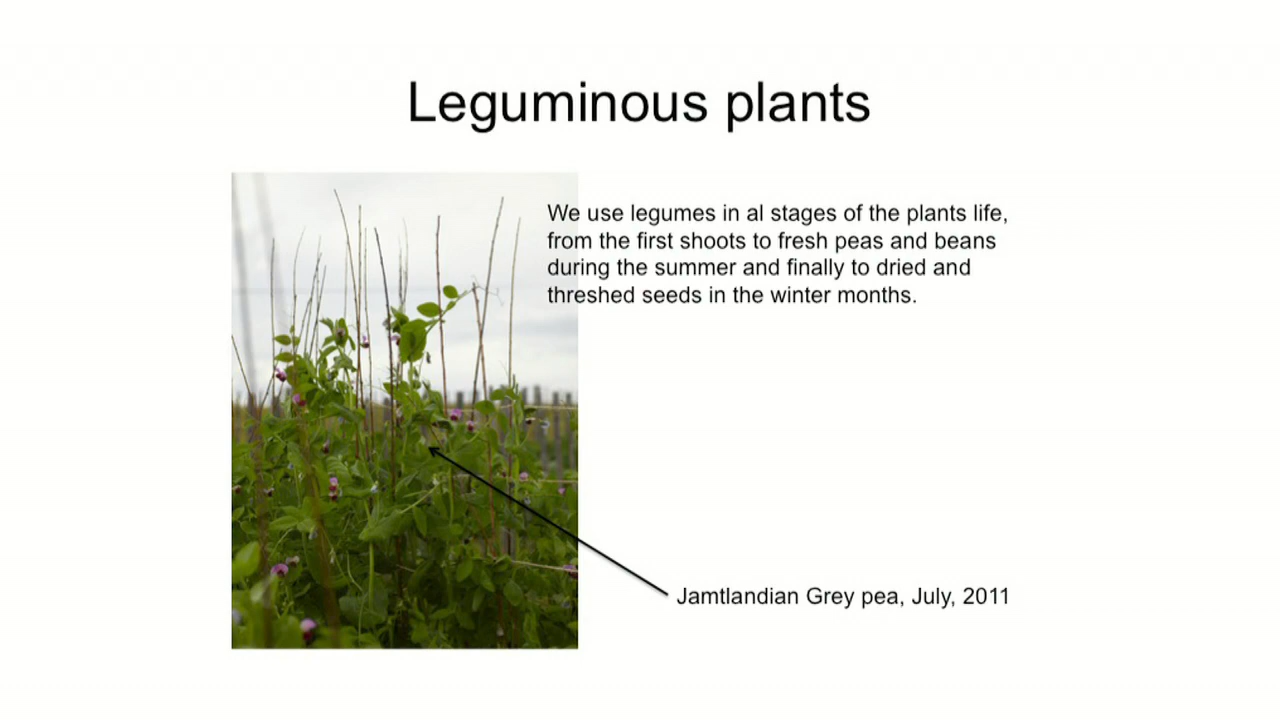 Leguminous plants
We use legumes in al stages of the plants life,
from the first shoots to fresh peas and beans
during the summer and finally to dried and
threshed seeds in the winter months.
Jamtlandian Grey pea, July, 2011